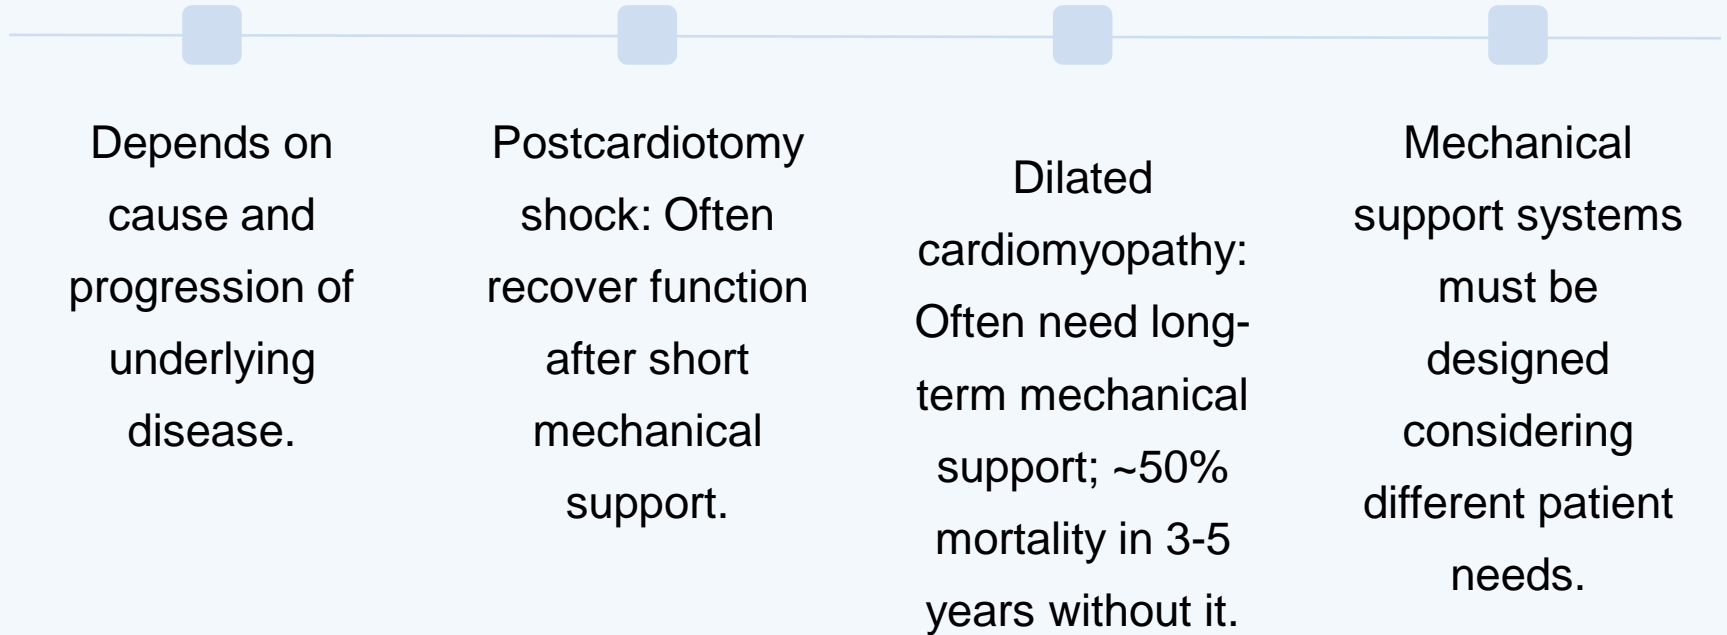 Depends on
cause and
progression of
underlying
disease.
Postcardiotomy
shock: Often
recover function
after short
mechanical
support.
Dilated
cardiomyopathy:
Often need long-
term mechanical
support; ~50%
mortality in 3-5
years without it.
Mechanical
support systems
must be
designed
considering
different patient
needs.